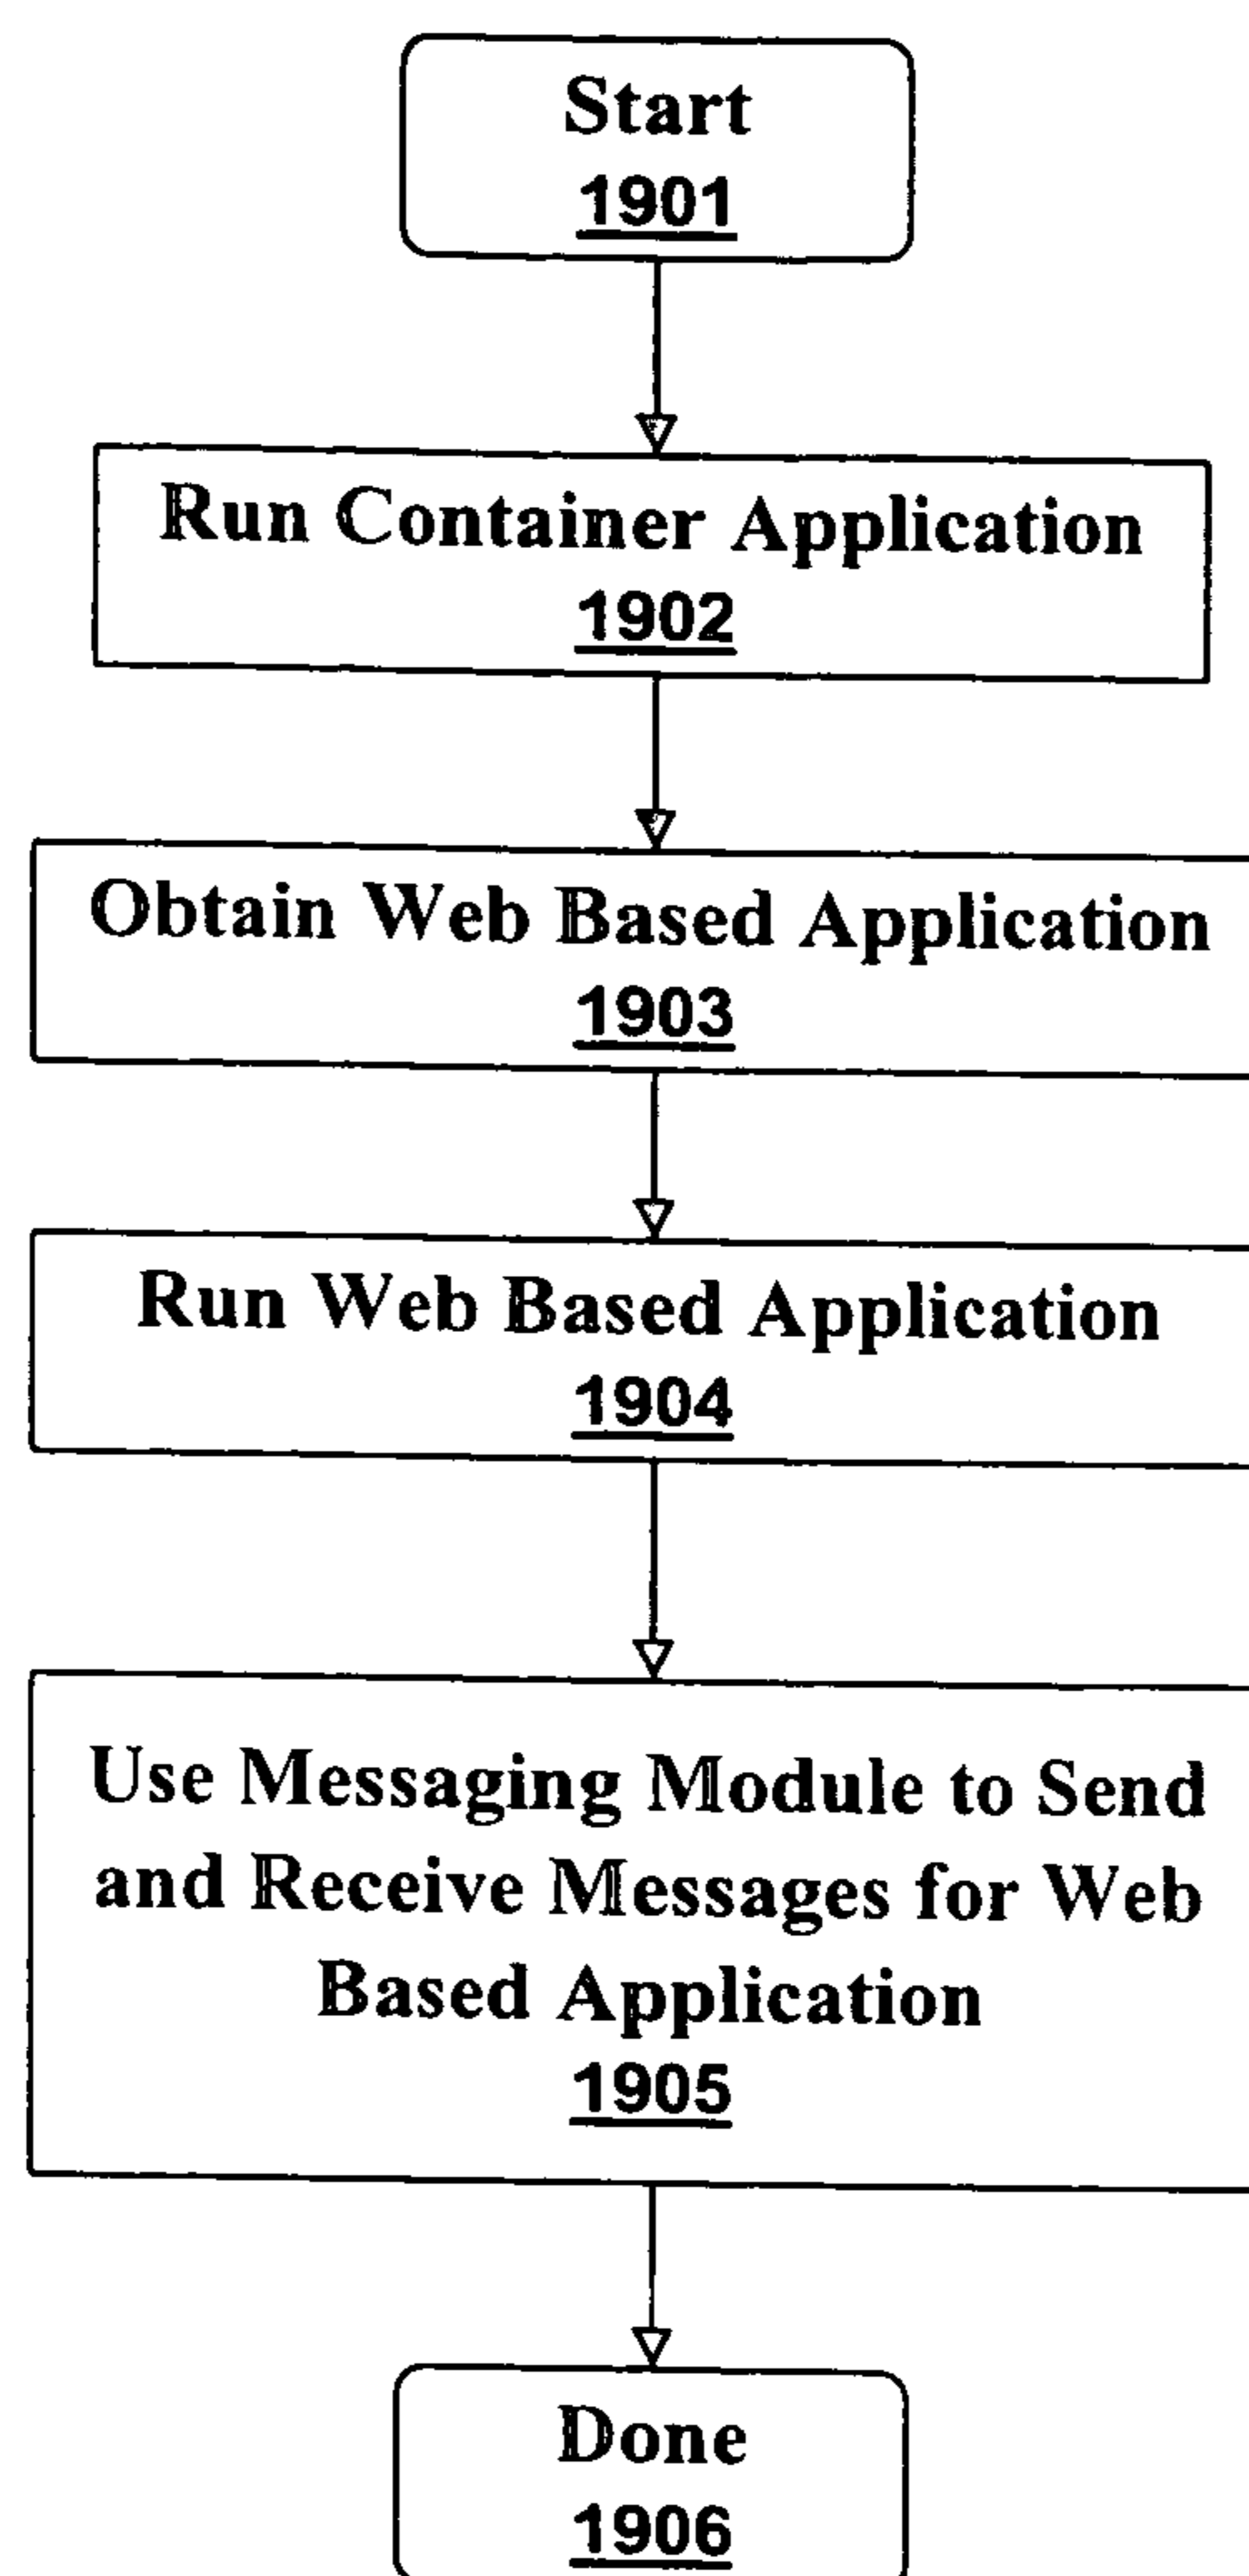 Start
1901
Run Container Application
1902
Obtain Web Based Application
1903
Run Web Based Application
1904
Use Messaging Module to Send
and Receive Messages for Web
Based Application
1905
Done
1906